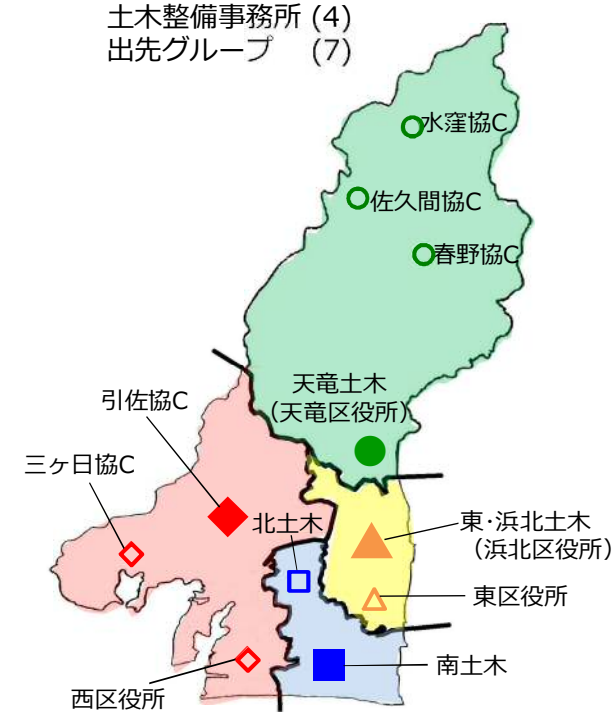 土木整備事務所 (4)
出先グループ (7)
水窪協C
佐久間協C
春野協C
天竜土木
(天竜区役所)
引佐協C
三ヶ日協C
北土木
東・浜北土木
(浜北区役所)
東区役所
南土木
西区役所